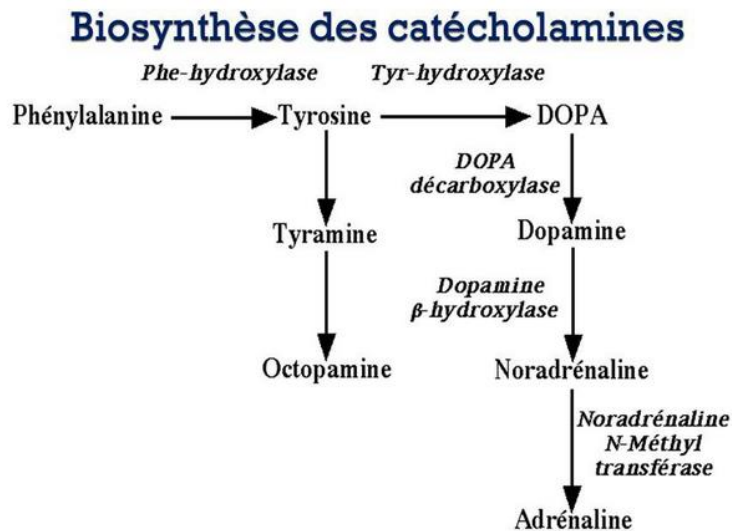 Biosynthèse des catécholamines
Phe-hydroxylase Tyr-hydroxylase
Phénylalanine Tyrosine DOPA
DOPA
décarboxylase
Tyramine Dopamine
Dopamine
β-hydroxylase
Octopamine Noradrénaline
Noradrénaline
N-Méthyl
transférase
Adrénaline